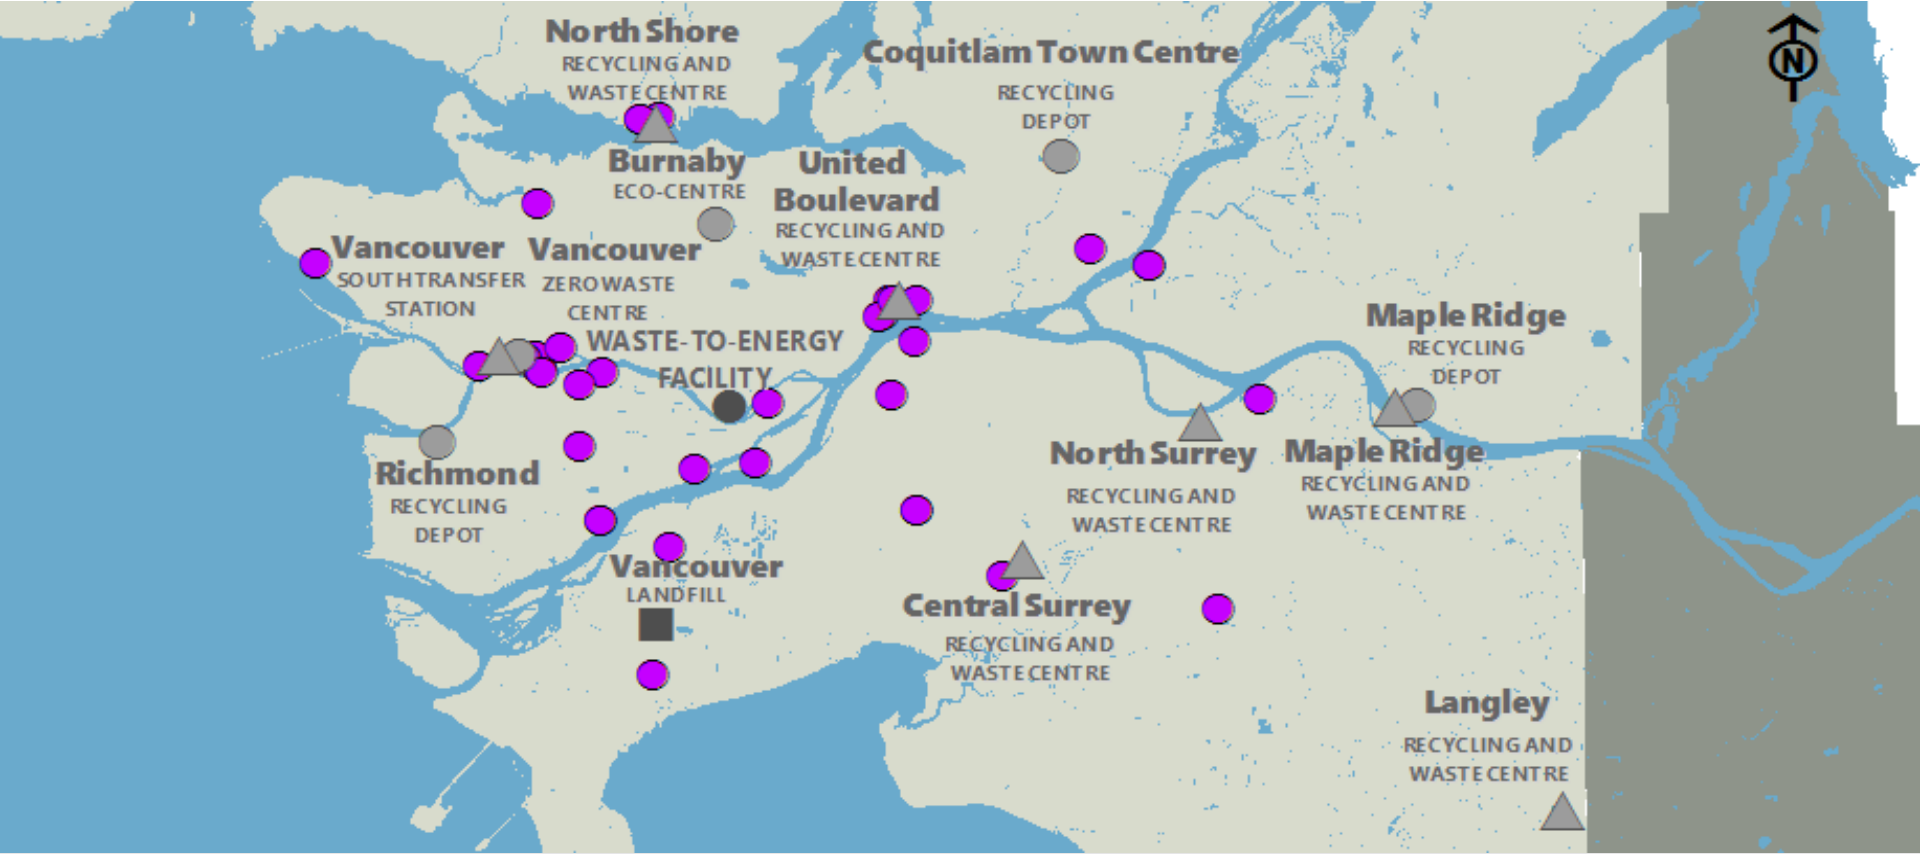 North Shore
RECYCLING AND
WASTE CENTRE
Coquitlam Town Centre
RECYCLING
DEPOT
N
Burnaby
ECO-CENTRE
United
Boulevard
RECYCLING AND
WASTE CENTRE
Vancouver
SOUTH TRANSFER
STATION
Vancouver
ZERO WASTE
CENTRE
WASTE-TO-ENERGY
FACILITY
Maple Ridge
RECYCLING
DEPOT
Richmond
RECYCLING
DEPOT
North Surrey
RECYCLING AND
WASTE CENTRE
Maple Ridge
RECYCLING AND
WASTE CENTRE
Vancouver
LANDFILL
Central Surrey
RECYCLING AND
WASTE CENTRE
Langley
RECYCLING AND
WASTE CENTRE